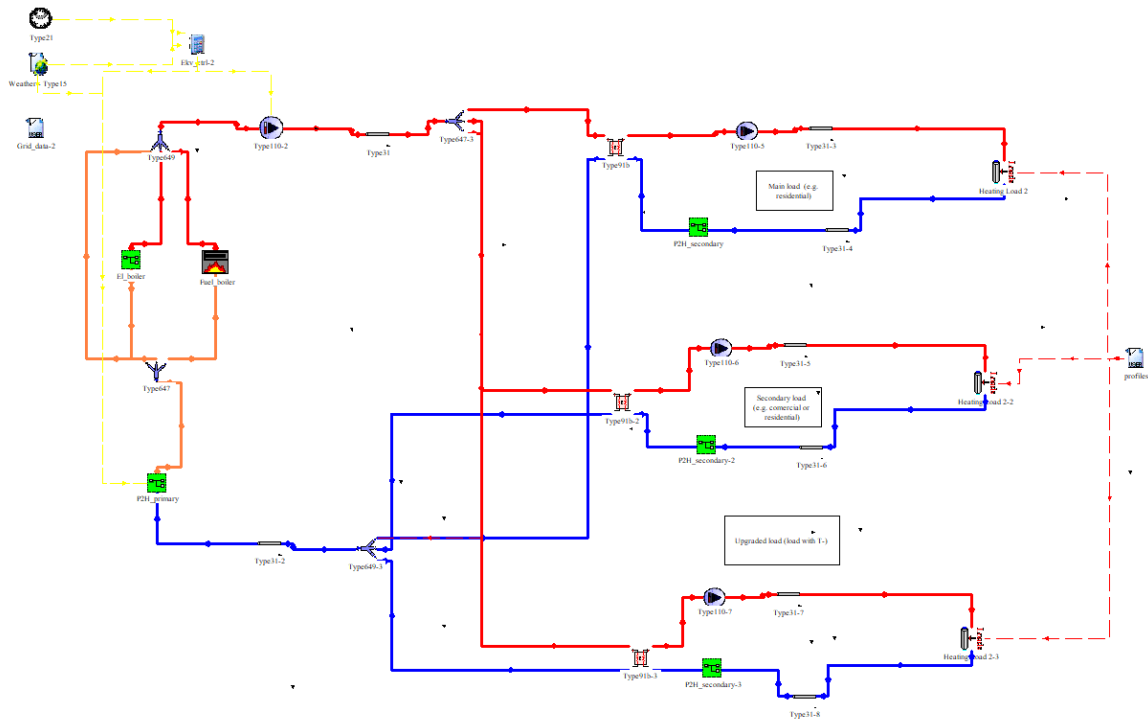 Type21
Ekv_ctrl-2
Weather - Type15
Grid_data-2
Type649
Type110-2
Type31
Type647-3
Type91b
Type110-5
Type31-3
Heating Load 2
Main load (e.g.
residential)
P2H_secondary
Type31-4
El_boiler
Fuel_boiler
Type647
Type110-6
Type31-5
profiles
Type91b-2
Secondary load
(e.g. comercial or
residential)
Heating Load 2-2
P2H_secondary-2
Type31-6
P2H_primary
Type31-2
Type649-3
Upgraded load (load with T-)
Type110-7
Type31-7
Heating Load 2-3
Type91b-3
P2H_secondary-3
Type31-8